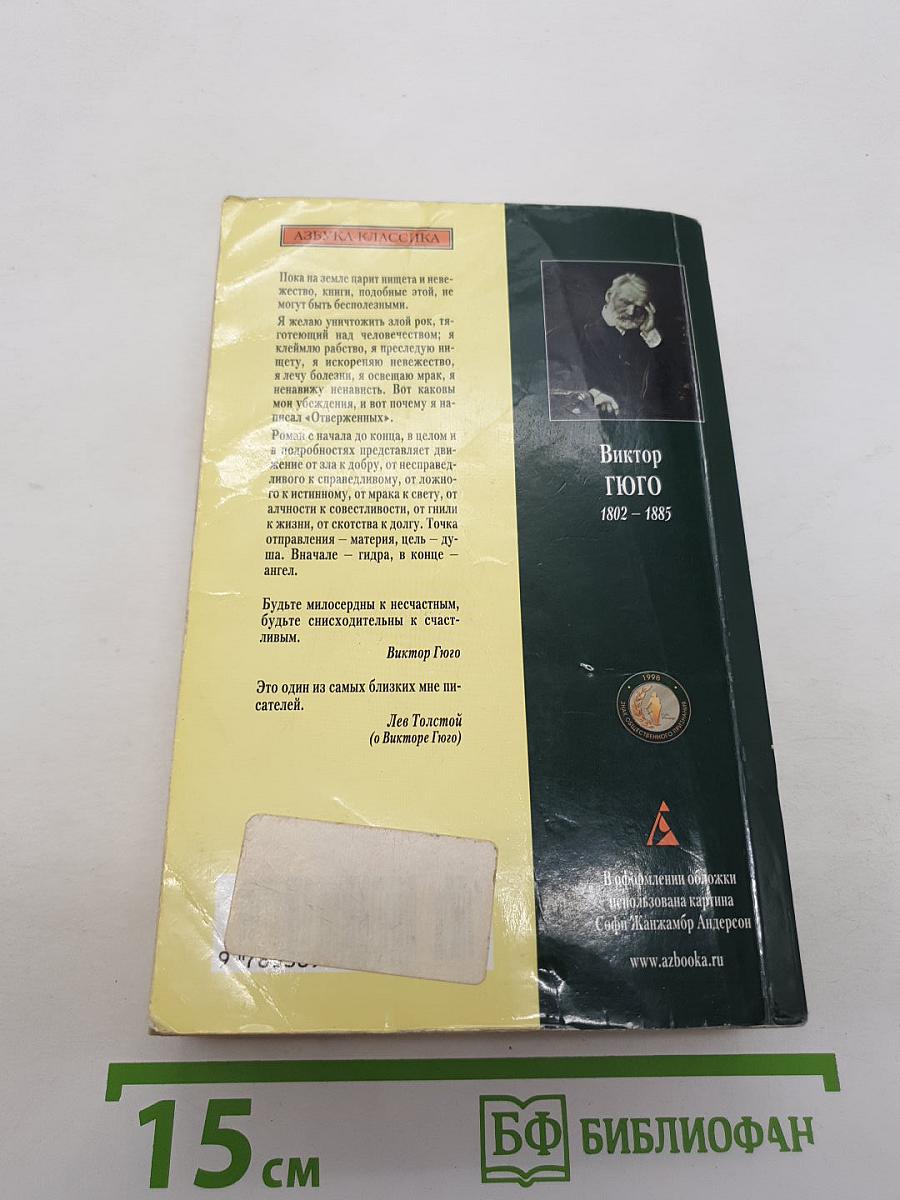 АЗБУКА-КЛАССИКА
Пока на земле царит нищета и неве-
жество, книги, подобные этой, не
могут быть бесполезными.
Я желаю уничтожить злой рок, тя-
готеющий над человечеством; я
клеймлю рабство, я преследую ни-
щету, я искореняю невежество,
я лечу болезни, я освещаю мрак, я
ненавижу ненависть. Вот каковы
мои убеждения, и вот почему я на-
писал «Отверженных».
Роман с начала до конца, в целом и
в подробностях представляет дви-
жение от зла к добру, от несправед-
ливого к справедливому, от ложно-
го к истинному, от мрака к свету, от
алчности к совестливости, от гнили
к жизни, от скотства к долгу. Точка
отправления — материя, цель — ду-
ша. Вначале — гидра, в конце —
ангел.
Будьте милосердны к несчастным,
будьте снисходительны к счаст-
ливым.
Виктор Гюго
Это один из самых близких мне пи-
сателей.
Лев Толстой
(о Викторе Гюго)
Виктор
ГЮГО
1802 – 1885
1998
ЗНАК ОБЩЕСТВЕННОГО ПРИЗНАНИЯ
В оформлении обложки
использована картина
Софи Жанжамбр Андерсон
www.azbooka.ru
15 см
БФ БИБЛИОФАН